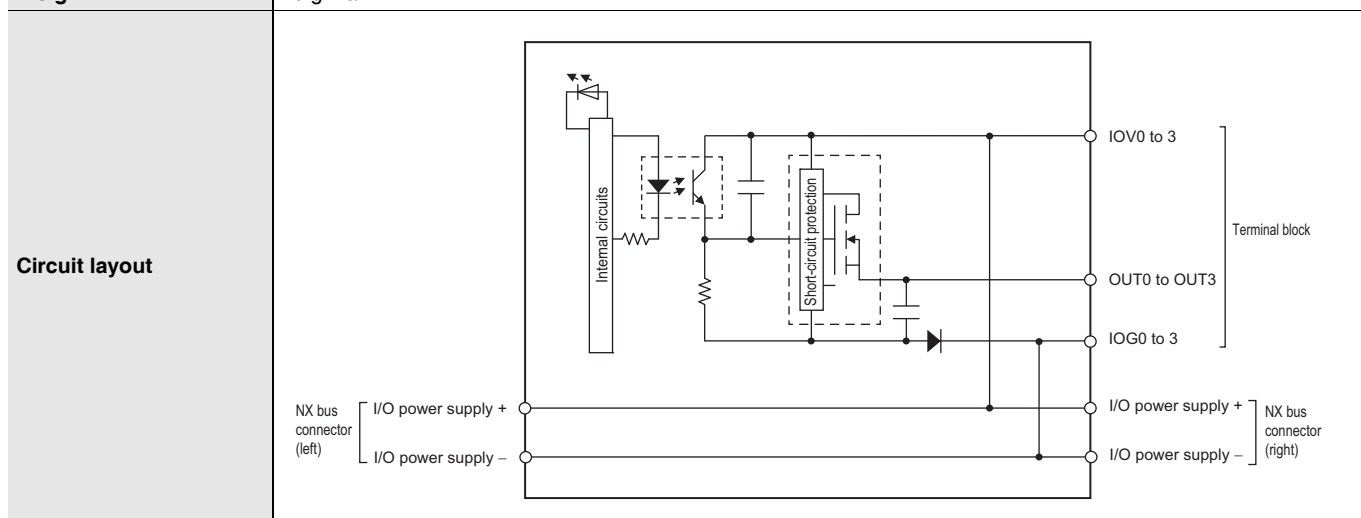 Circuit layout
Internal circuits
Short-circuit protection
IOV0 to 3
Terminal block
OUT0 to OUT3
IOG0 to 3
NX bus
connector
(left)
I/O power supply +
I/O power supply –
I/O power supply +
I/O power supply –
NX bus
connector
(right)